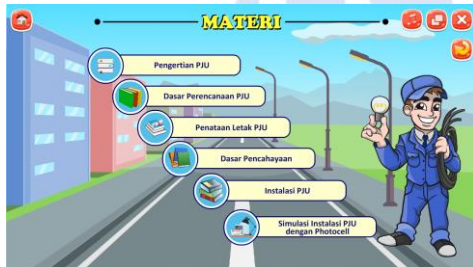 MATERI
Pengertian PJU
Dasar Perencanaan PJU
Penataan Letak PJU
Dasar Pencahayaan
Instalasi PJU
Simulasi Instalasi PJU
dengan Photocell